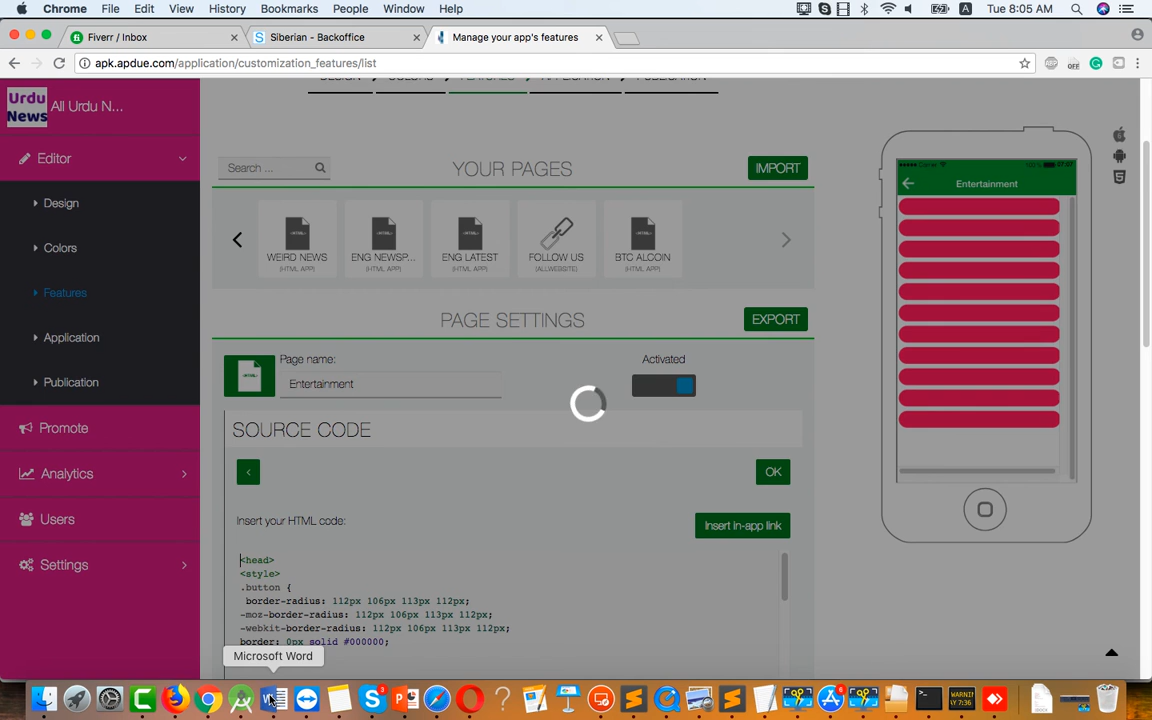 Chrome File Edit View History Bookmarks People Window Help
Tue 8:05 AM
Fiverr / Inbox
Siberian - Backoffice
Manage your app's features
apk.apdue.com/application/customization_features/list
OFF
Urdu
News
All Urdu N...
Editor
Design
Colors
Features
Application
Publication
Promote
Analytics
Users
Settings
Search ...
YOUR PAGES
IMPORT
WEIRD NEWS
(HTML APP)
ENG NEWSP...
(HTML APP)
ENG LATEST
(HTML APP)
FOLLOW US
(ALLWEBSITE)
BTC ALCOIN
(HTML APP)
PAGE SETTINGS
EXPORT
Page name:
Entertainment
Activated
SOURCE CODE
<
OK
Insert your HTML code:
Insert in-app link
<head>
<style>
.button {
border-radius: 112px 106px 113px 112px;
-moz-border-radius: 112px 106px 113px 112px;
-webkit-border-radius: 112px 106px 113px 112px;
border: 0px solid #000000;
Entertainment
Microsoft Word